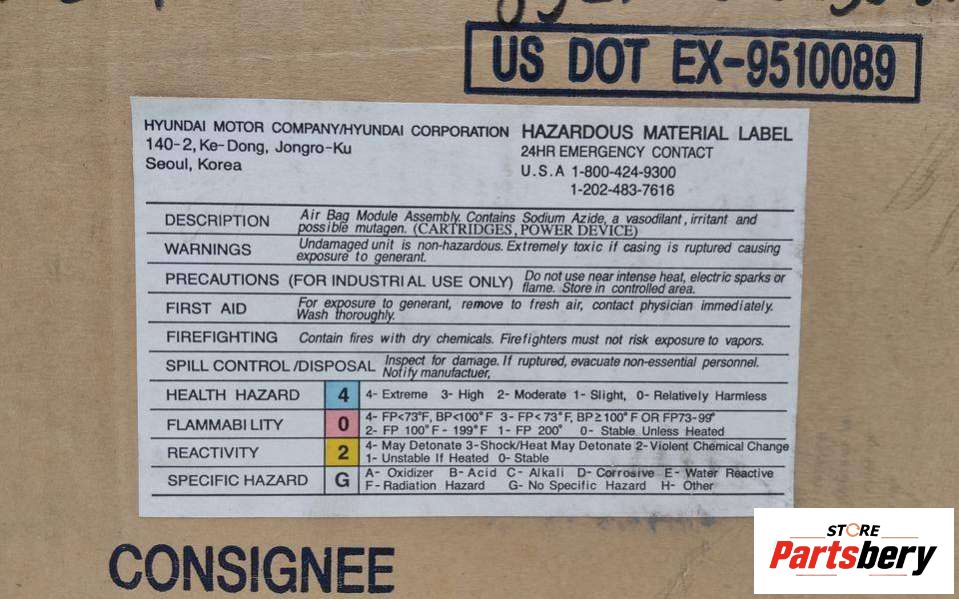 US DOT EX-9510089
HYUNDAI MOTOR COMPANY/HYUNDAI CORPORATION
140-2, Ke-Dong, Jongro-Ku
Seoul, Korea
HAZARDOUS MATERIAL LABEL
24HR EMERGENCY CONTACT
U.S.A 1-800-424-9300
1-202-483-7616
DESCRIPTION Air Bag Module Assembly. Contains Sodium Azide, a vasodilant, irritant and
possible mutagen. (CARTRIDGES, POWER DEVICE)
WARNINGS Undamaged unit is non-hazardous. Extremely toxic if casing is ruptured causing
exposure to generant.
PRECAUTIONS (FOR INDUSTRIAL USE ONLY) Do not use near intense heat, electric sparks or
flame. Store in controlled area.
FIRST AID For exposure to generant, remove to fresh air, contact physician immediately.
Wash thoroughly.
FIREFIGHTING Contain fires with dry chemicals. Firefighters must not risk exposure to vapors.
SPILL CONTROL/DISPOSAL Inspect for damage. If ruptured, evacuate non-essential personnel.
Notify manufactuer,
HEALTH HAZARD 4 4- Extreme 3- High 2- Moderate 1- Slight, 0- Relatively Harmless
FLAMMABILITY 0 4- FP<73°F, BP<100°F 3- FP<73°F, BP≥100°F OR FP73-99°
2- FP 100°F - 199°F 1- FP 200° 0- Stable Unless Heated
REACTIVITY 2 4- May Detonate 3-Shock/Heat May Detonate 2-Violent Chemical Change
1- Unstable If Heated 0- Stable
SPECIFIC HAZARD G A- Oxidizer B- Acid C- Alkali D- Corrosive E- Water Reactive
F- Radiation Hazard G- No Specific Hazard H- Other
CONSIGNEE
STORE
Partsbery